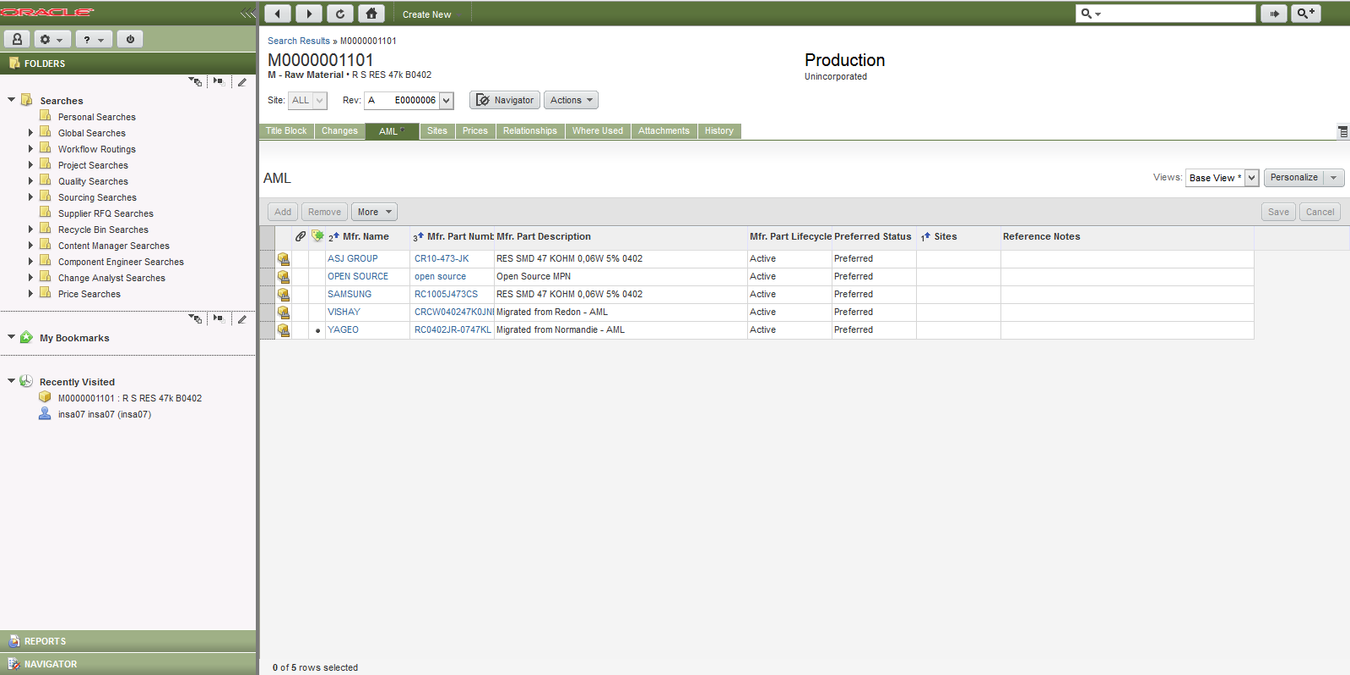 ORACLE
Create New
?
FOLDERS
Searches
Personal Searches
Global Searches
Workflow Routings
Project Searches
Quality Searches
Sourcing Searches
Supplier RFQ Searches
Recycle Bin Searches
Content Manager Searches
Component Engineer Searches
Change Analyst Searches
Price Searches
My Bookmarks
Recently Visited
M0000001101 : R S RES 47k B0402
insa07 insa07 (insa07)
REPORTS
NAVIGATOR
Search Results » M0000001101
M0000001101
M - Raw Material • R S RES 47k B0402
Production
Unincorporated
Site: ALL Rev: A E0000006 Navigator Actions
Title Block Changes AML * Sites Prices Relationships Where Used Attachments History
AML
Views: Base View * Personalize
Add Remove More Save Cancel
2 Mfr. Name 3 Mfr. Part Numb Mfr. Part Description Mfr. Part Lifecycle Preferred Status 1 Sites Reference Notes
ASJ GROUP CR10-473-JK RES SMD 47 KOHM 0,06W 5% 0402 Active Preferred
OPEN SOURCE open source Open Source MPN Active Preferred
SAMSUNG RC1005J473CS RES SMD 47 KOHM 0,06W 5% 0402 Active Preferred
VISHAY CRCW040247K0JN Migrated from Redon - AML Active Preferred
YAGEO RC0402JR-0747KL Migrated from Normandie - AML Active Preferred
0 of 5 rows selected